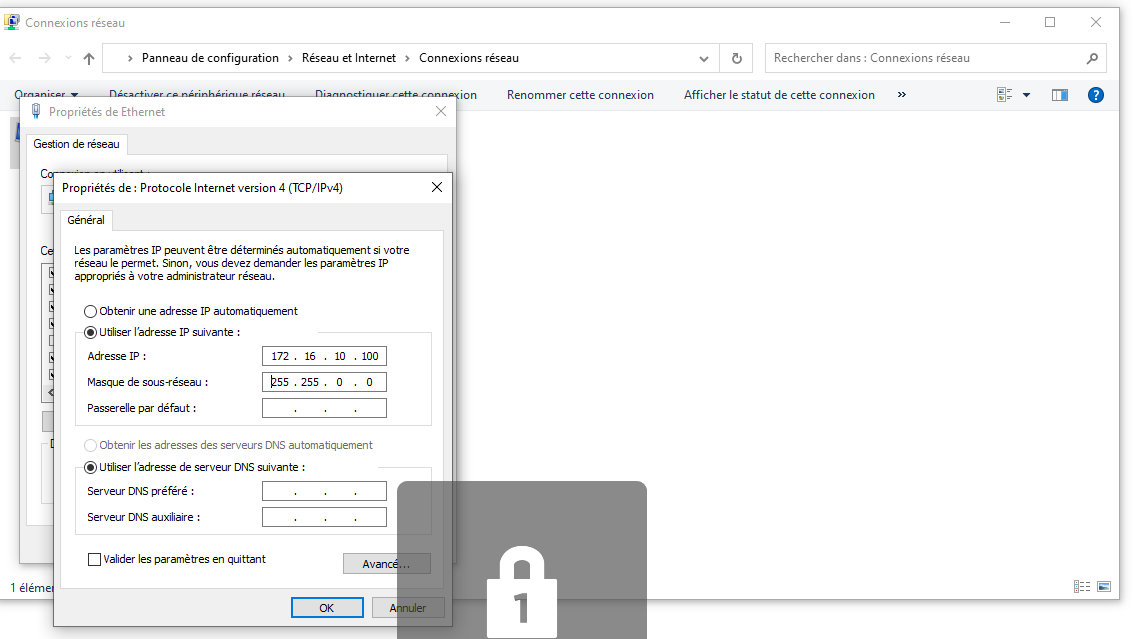 Connexions réseau
Panneau de configuration > Réseau et Internet > Connexions réseau
Rechercher dans : Connexions réseau
Organiser Désactiver ce périphérique réseau Diagnostiquer cette connexion Renommer cette connexion Afficher le statut de cette connexion »
Propriétés de Ethernet
Gestion de réseau
Propriétés de : Protocole Internet version 4 (TCP/IPv4)
Général
Les paramètres IP peuvent être déterminés automatiquement si votre
réseau le permet. Sinon, vous devez demander les paramètres IP
appropriés à votre administrateur réseau.
Obtenir une adresse IP automatiquement
Utiliser l'adresse IP suivante :
Adresse IP : 172 . 16 . 10 . 100
Masque de sous-réseau : 255 . 255 . 0 . 0
Passerelle par défaut : . . .
Obtenir les adresses des serveurs DNS automatiquement
Utiliser l'adresse de serveur DNS suivante :
Serveur DNS préféré : . . .
Serveur DNS auxiliaire : . . .
Valider les paramètres en quittant
Avancé...
1 élémen
OK Annuler
1